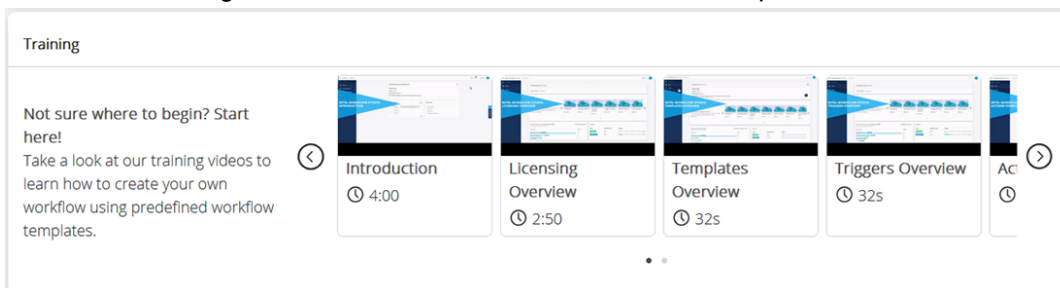 Training
Not sure where to begin? Start
here!
Take a look at our training videos to
learn how to create your own
workflow using predefined workflow
templates.
Introduction
4:00
Licensing
Overview
2:50
Templates
Overview
32s
Triggers Overview
32s